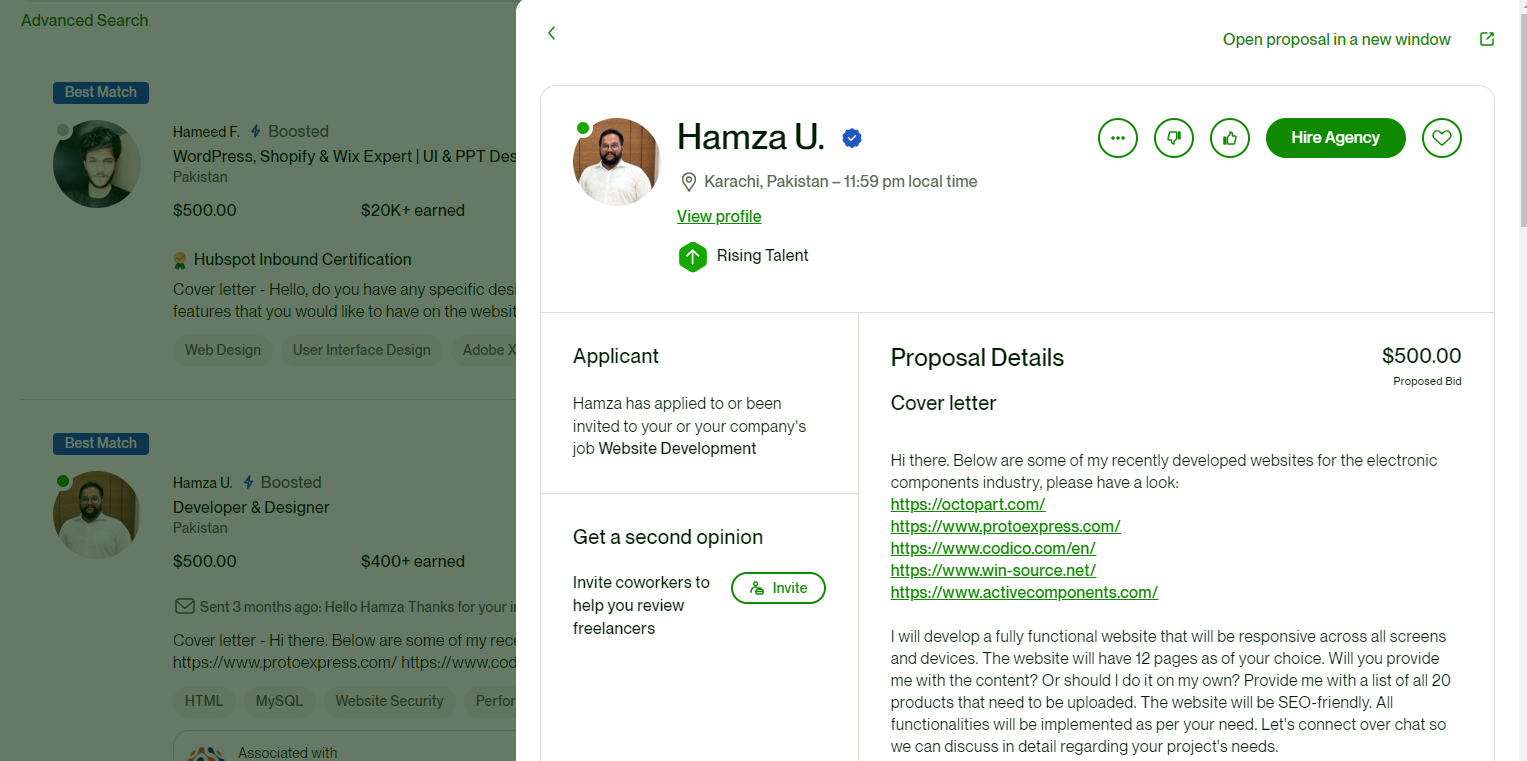 Advanced Search
Best Match
Hameed F. Boosted
WordPress, Shopify & Wix Expert | UI & PPT Des
Pakistan
$500.00 $20K+ earned
Hubspot Inbound Certification
Cover letter - Hello, do you have any specific desi
features that you would like to have on the websit
Web Design User Interface Design Adobe X
Best Match
Hamza U. Boosted
Developer & Designer
Pakistan
$500.00 $400+ earned
Sent 3 months ago: Hello Hamza Thanks for your i
Cover letter - Hi there. Below are some of my rece
https://www.protoexpress.com/ https://www.cod
HTML MySQL Website Security Perfor
Associated with
Open proposal in a new window
Hamza U.
Hire Agency
Karachi, Pakistan – 11:59 pm local time
View profile
Rising Talent
Applicant
Hamza has applied to or been
invited to your or your company's
job Website Development
Get a second opinion
Invite coworkers to
help you review
freelancers
Invite
Proposal Details
$500.00
Proposed Bid
Cover letter
Hi there. Below are some of my recently developed websites for the electronic
components industry, please have a look:
https://octopart.com/
https://www.protoexpress.com/
https://www.codico.com/en/
https://www.win-source.net/
https://www.activecomponents.com/
I will develop a fully functional website that will be responsive across all screens
and devices. The website will have 12 pages as of your choice. Will you provide
me with the content? Or should I do it on my own? Provide me with a list of all 20
products that need to be uploaded. The website will be SEO-friendly. All
functionalities will be implemented as per your need. Let's connect over chat so
we can discuss in detail regarding your project's needs.